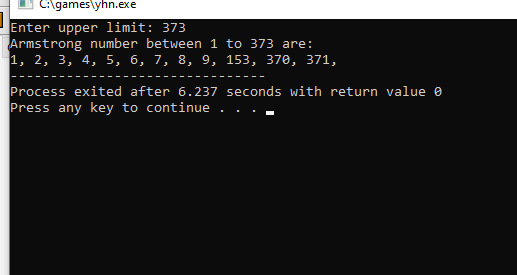 C:\games\yhn.exe
Enter upper limit: 373
Armstrong number between 1 to 373 are:
1, 2, 3, 4, 5, 6, 7, 8, 9, 153, 370, 371,
--------------------------------
Process exited after 6.237 seconds with return value 0
Press any key to continue . . .